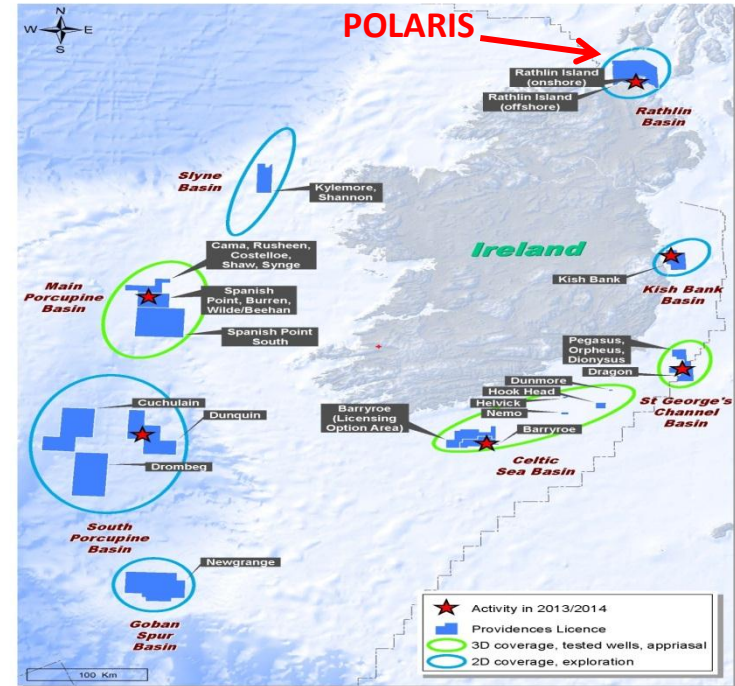 N
W E
S
POLARIS
Rathlin Island
(onshore)
Rathlin Island
(offshore)
Rathlin
Basin
Slyne
Basin
Kylemore,
Shannon
Cama, Rusheen,
Costelloe,
Shaw, Synge
Ireland
Main
Porcupine
Basin
Spanish
Point, Burren,
Wilde/Beehan
Spanish Point
South
Kish Bank
Kish Bank
Basin
Pegasus,
Orpheus,
Dionysus
Dragon
St George's
Channel
Basin
Dunmore
Hook Head
Helvick
Nemo
Barryroe
(Licensing
Option Area)
Barryroe
Celtic
Sea Basin
Cuchulain
Dunquin
Drombeg
South
Porcupine
Basin
Newgrange
Goban
Spur
Basin
Activity in 2013/2014
Providences Licence
3D coverage, tested wells, appriasal
2D coverage, exploration
100 Km